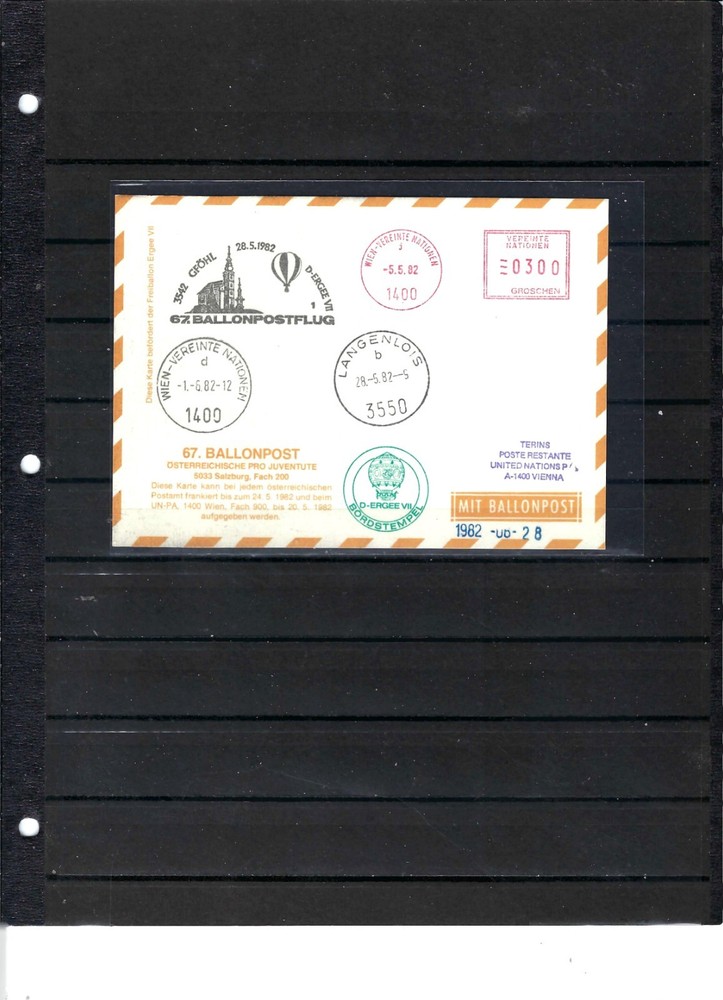 Diese Karte befördert der Freiballon Ergee VII
3542 GRÖHL 28.5.1982 D-ERGEE VII
1
67. BALLONPOSTFLUG
WIEN-VEREINTE NATIONEN
-5.5.82
1400
VEREINTE
NATIONEN
0300
GROSCHEN
WIEN-VEREINTE NATIONEN
d
-1.-6.82-12
1400
LANGENLOIS
b
28.-5.82-5
3550
67. BALLONPOST
ÖSTERREICHISCHE PRO JUVENTUTE
5033 Salzburg, Fach 200
Diese Karte kann bei jedem österreichischen
Postamt frankiert bis zum 24. 5. 1982 und beim
UN-PA, 1400 Wien, Fach 900, bis 20. 5. 1982
aufgegeben werden.
D-ERGEE VII
BORDSTEMPEL
TERINS
POSTE RESTANTE
UNITED NATIONS
A-1400 VIENNA
MIT BALLONPOST
1982 -05- 28